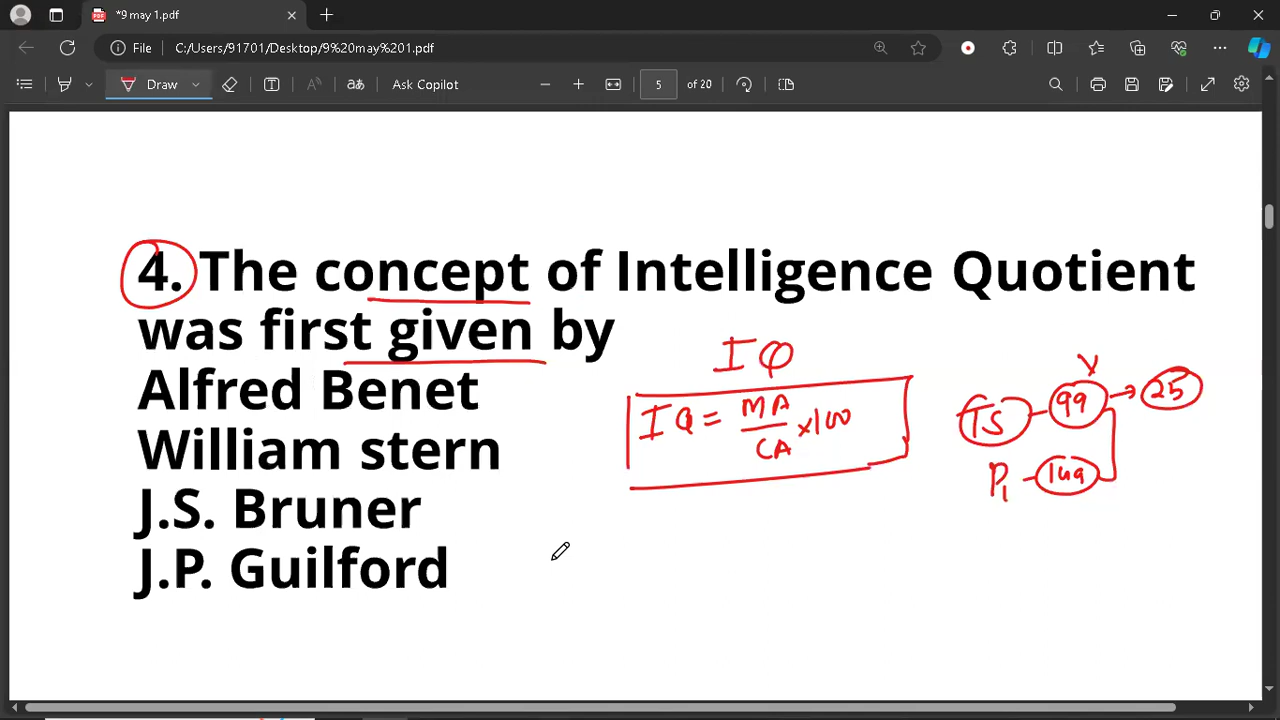 *9 may 1.pdf
File C:/Users/91701/Desktop/9%20may%201.pdf
Draw aあ Ask Copilot 5 of 20
4. The concept of Intelligence Quotient
was first given by
Alfred Benet
William stern
J.S. Bruner
J.P. Guilford
IQ
IQ = MA/CA ×100
TS - 99 → 25
P1 - 149